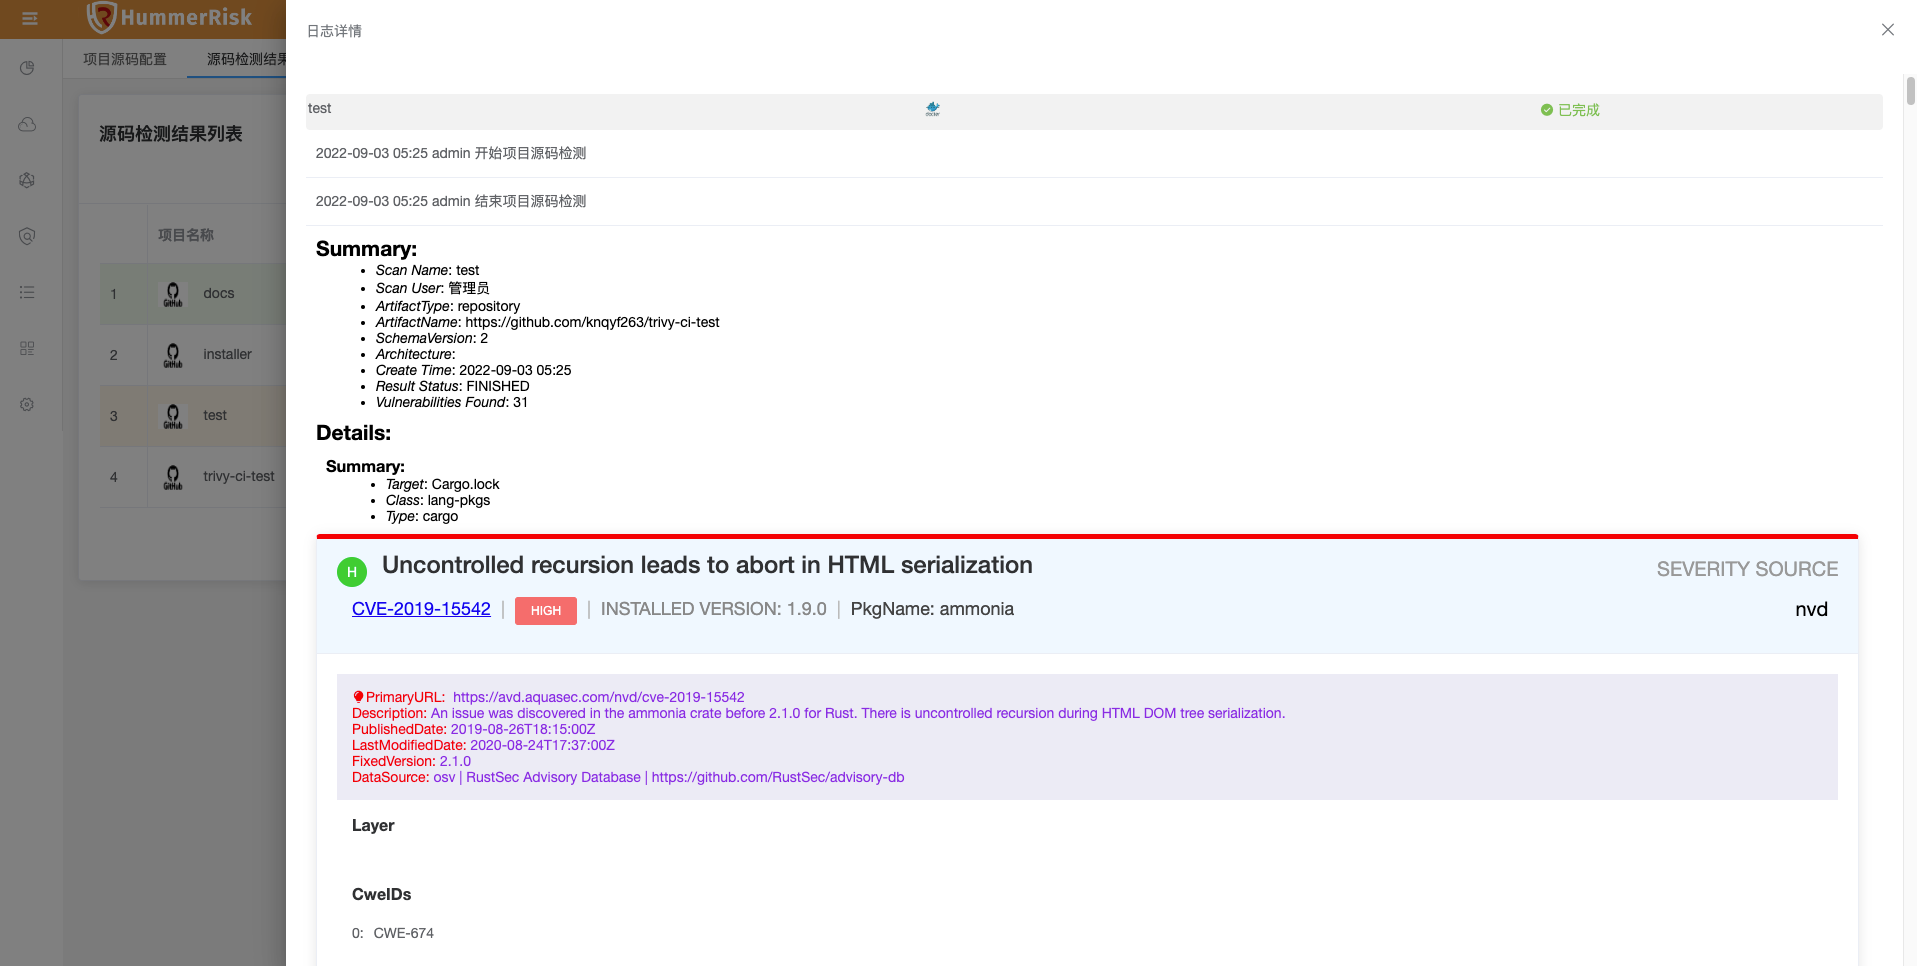 HummerRisk
项目源码配置
源码检测结果
源码检测结果列表
项目名称
1 GitHub docs
2 GitHub installer
3 GitHub test
4 GitHub trivy-ci-test
日志详情
test docker 已完成
2022-09-03 05:25 admin 开始项目源码检测
2022-09-03 05:25 admin 结束项目源码检测
Summary:
• Scan Name: test
• Scan User: 管理员
• ArtifactType: repository
• ArtifactName: https://github.com/knqyf263/trivy-ci-test
• SchemaVersion: 2
• Architecture:
• Create Time: 2022-09-03 05:25
• Result Status: FINISHED
• Vulnerabilities Found: 31
Details:
Summary:
• Target: Cargo.lock
• Class: lang-pkgs
• Type: cargo
H Uncontrolled recursion leads to abort in HTML serialization SEVERITY SOURCE
CVE-2019-15542 | HIGH | INSTALLED VERSION: 1.9.0 | PkgName: ammonia nvd
PrimaryURL: https://avd.aquasec.com/nvd/cve-2019-15542
Description: An issue was discovered in the ammonia crate before 2.1.0 for Rust. There is uncontrolled recursion during HTML DOM tree serialization.
PublishedDate: 2019-08-26T18:15:00Z
LastModifiedDate: 2020-08-24T17:37:00Z
FixedVersion: 2.1.0
DataSource: osv | RustSec Advisory Database | https://github.com/RustSec/advisory-db
Layer
CweIDs
0: CWE-674